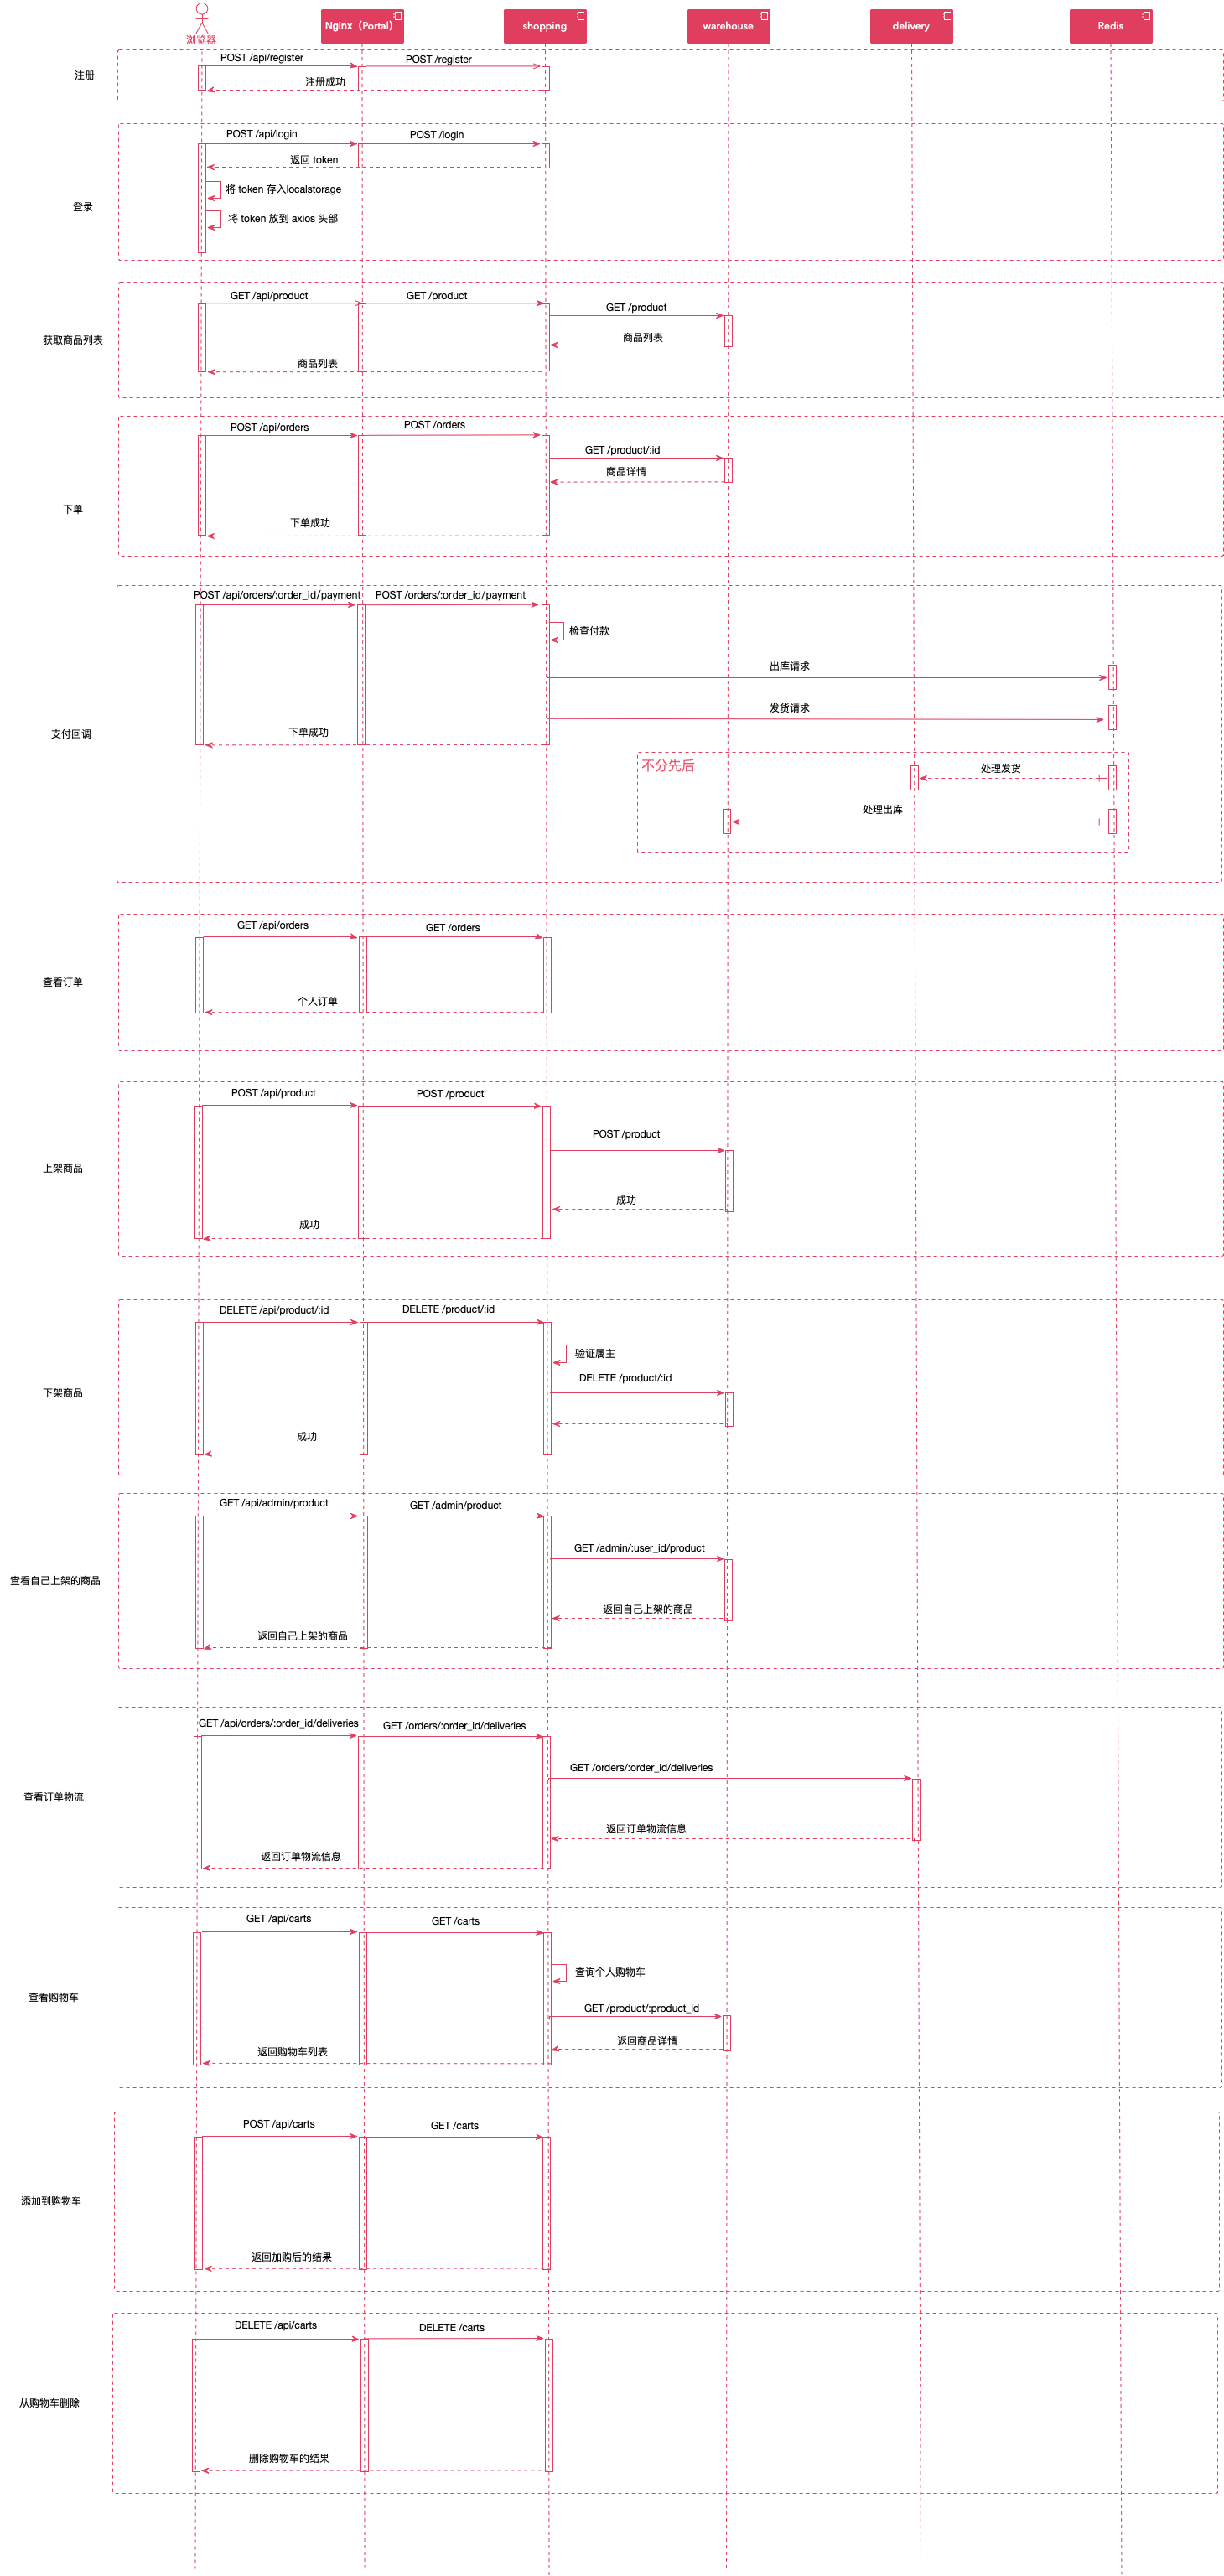 浏览器
Nginx（Portal）
shopping
warehouse
delivery
Redis
注册
POST /api/register
POST /register
注册成功
登录
POST /api/login
POST /login
返回 token
将 token 存入localstorage
将 token 放到 axios 头部
获取商品列表
GET /api/product
GET /product
GET /product
商品列表
商品列表
下单
POST /api/orders
POST /orders
GET /product/:id
商品详情
下单成功
支付回调
POST /api/orders/:order_id/payment
POST /orders/:order_id/payment
检查付款
出库请求
发货请求
下单成功
不分先后
处理发货
处理出库
查看订单
GET /api/orders
GET /orders
个人订单
上架商品
POST /api/product
POST /product
POST /product
成功
成功
下架商品
DELETE /api/product/:id
DELETE /product/:id
验证属主
DELETE /product/:id
成功
查看自己上架的商品
GET /api/admin/product
GET /admin/product
GET /admin/:user_id/product
返回自己上架的商品
返回自己上架的商品
查看订单物流
GET /api/orders/:order_id/deliveries
GET /orders/:order_id/deliveries
GET /orders/:order_id/deliveries
返回订单物流信息
返回订单物流信息
查看购物车
GET /api/carts
GET /carts
查询个人购物车
GET /product/:product_id
返回商品详情
返回购物车列表
添加到购物车
POST /api/carts
GET /carts
返回加购后的结果
从购物车删除
DELETE /api/carts
DELETE /carts
删除购物车的结果